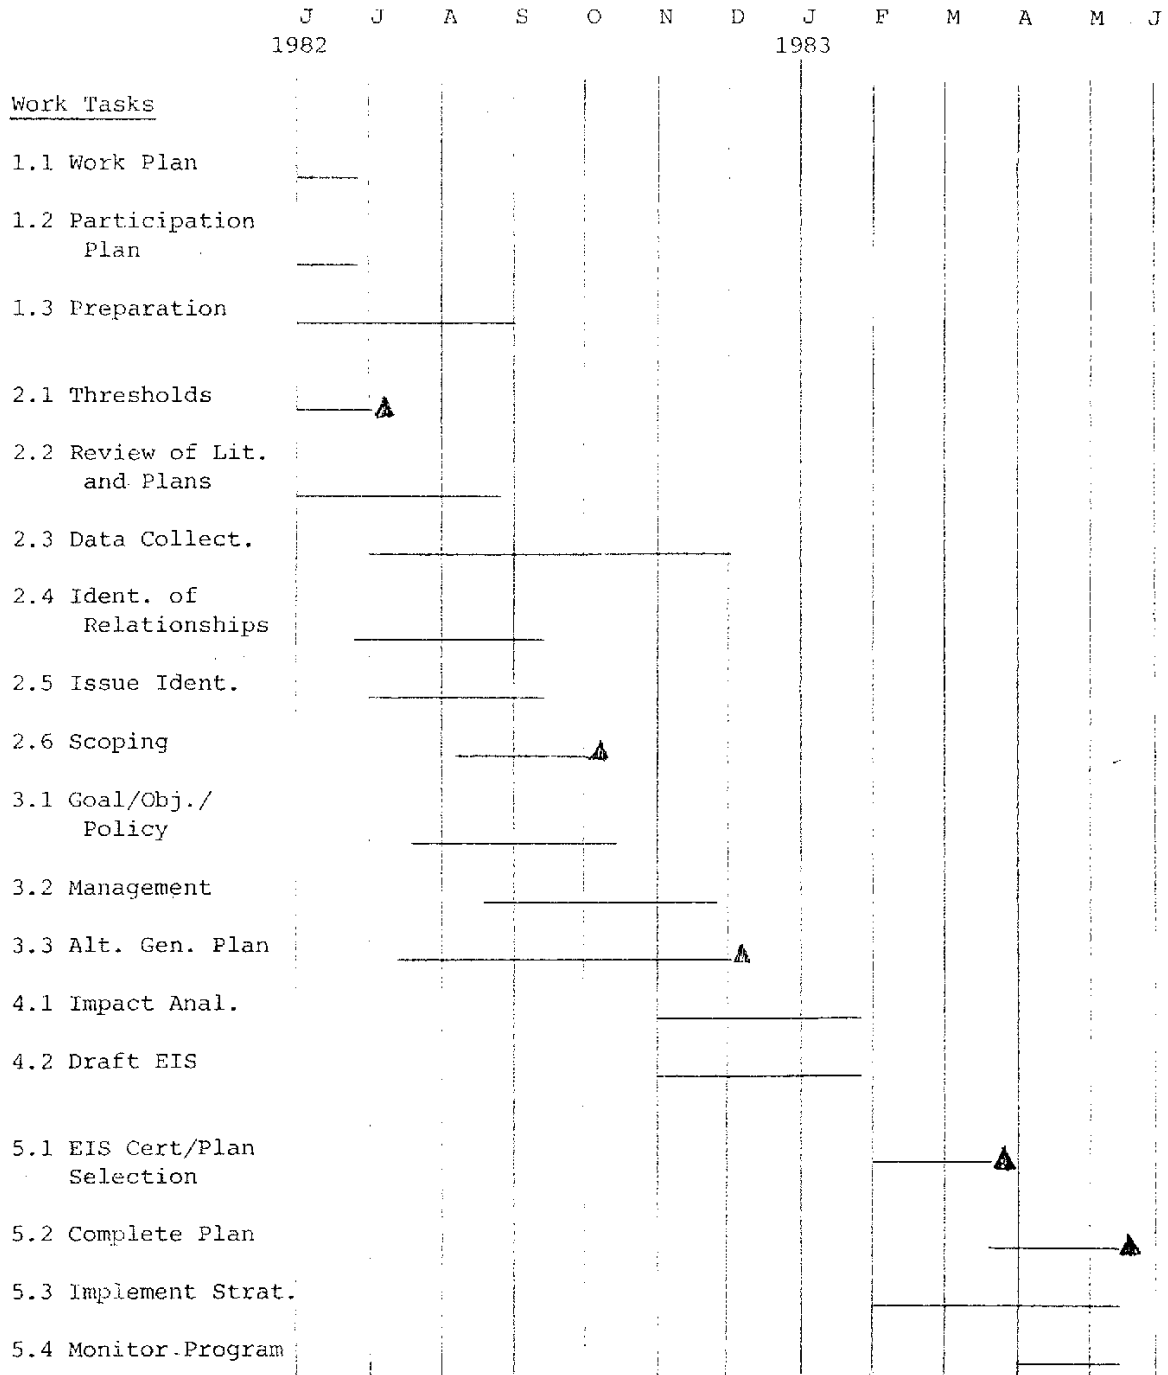 J J A S O N D J F M A M J
1982 1983
Work Tasks
1.1 Work Plan
1.2 Participation
Plan
1.3 Preparation
2.1 Thresholds
2.2 Review of Lit.
and Plans
2.3 Data Collect.
2.4 Ident. of
Relationships
2.5 Issue Ident.
2.6 Scoping
3.1 Goal/Obj./
Policy
3.2 Management
3.3 Alt. Gen. Plan
4.1 Impact Anal.
4.2 Draft EIS
5.1 EIS Cert/Plan
Selection
5.2 Complete Plan
5.3 Implement Strat.
5.4 Monitor Program